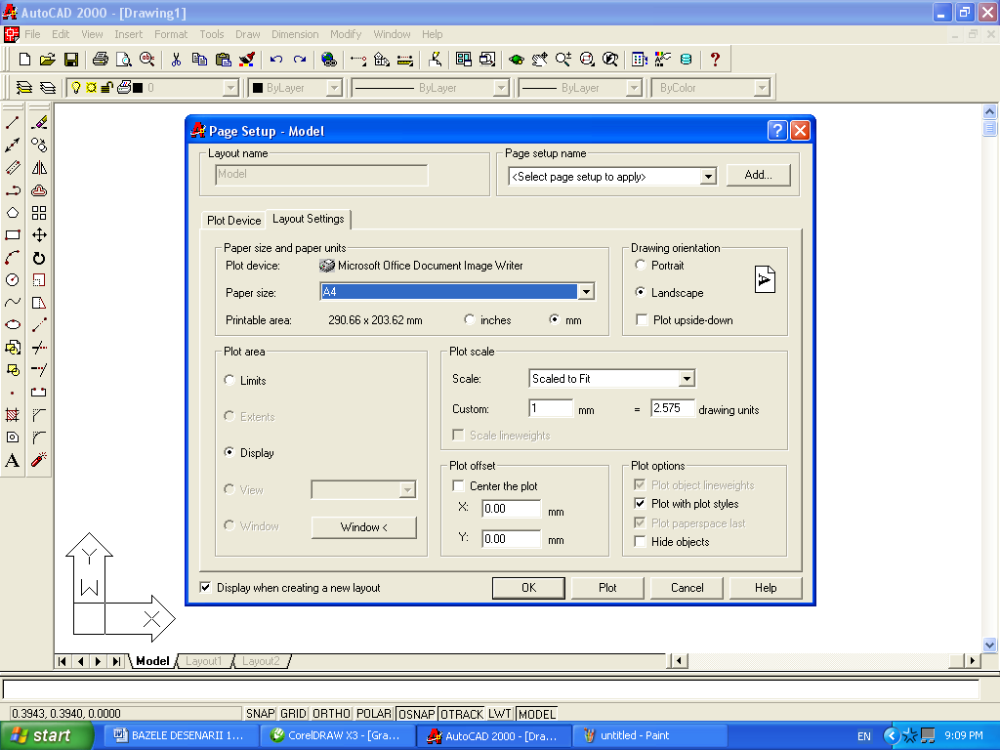 AutoCAD 2000 - [Drawing1]
File Edit View Insert Format Tools Draw Dimension Modify Window Help
0 ByLayer ByLayer ByLayer ByColor
Page Setup - Model
Layout name
Model
Page setup name
<Select page setup to apply>
Add...
Plot Device Layout Settings
Paper size and paper units
Plot device: Microsoft Office Document Image Writer
Paper size: A4
Printable area: 290.66 x 203.62 mm inches mm
Drawing orientation
Portrait
Landscape
Plot upside-down
A
Plot area
Limits
Extents
Display
View
Window
Window <
Plot scale
Scale: Scaled to Fit
Custom: 1 mm = 2.575 drawing units
Scale lineweights
Plot offset
Center the plot
X: 0.00 mm
Y: 0.00 mm
Plot options
Plot object lineweights
Plot with plot styles
Plot paperspace last
Hide objects
Display when creating a new layout
OK Plot Cancel Help
A
Y
W
X
Model Layout1 Layout2
0.3943, 0.3940, 0.0000 SNAP GRID ORTHO POLAR OSNAP OTRACK LWT MODEL
start BAZELE DESENARII 1... CorelDRAW X3 - [Gra... AutoCAD 2000 - [Dra... untitled - Paint EN 9:09 PM